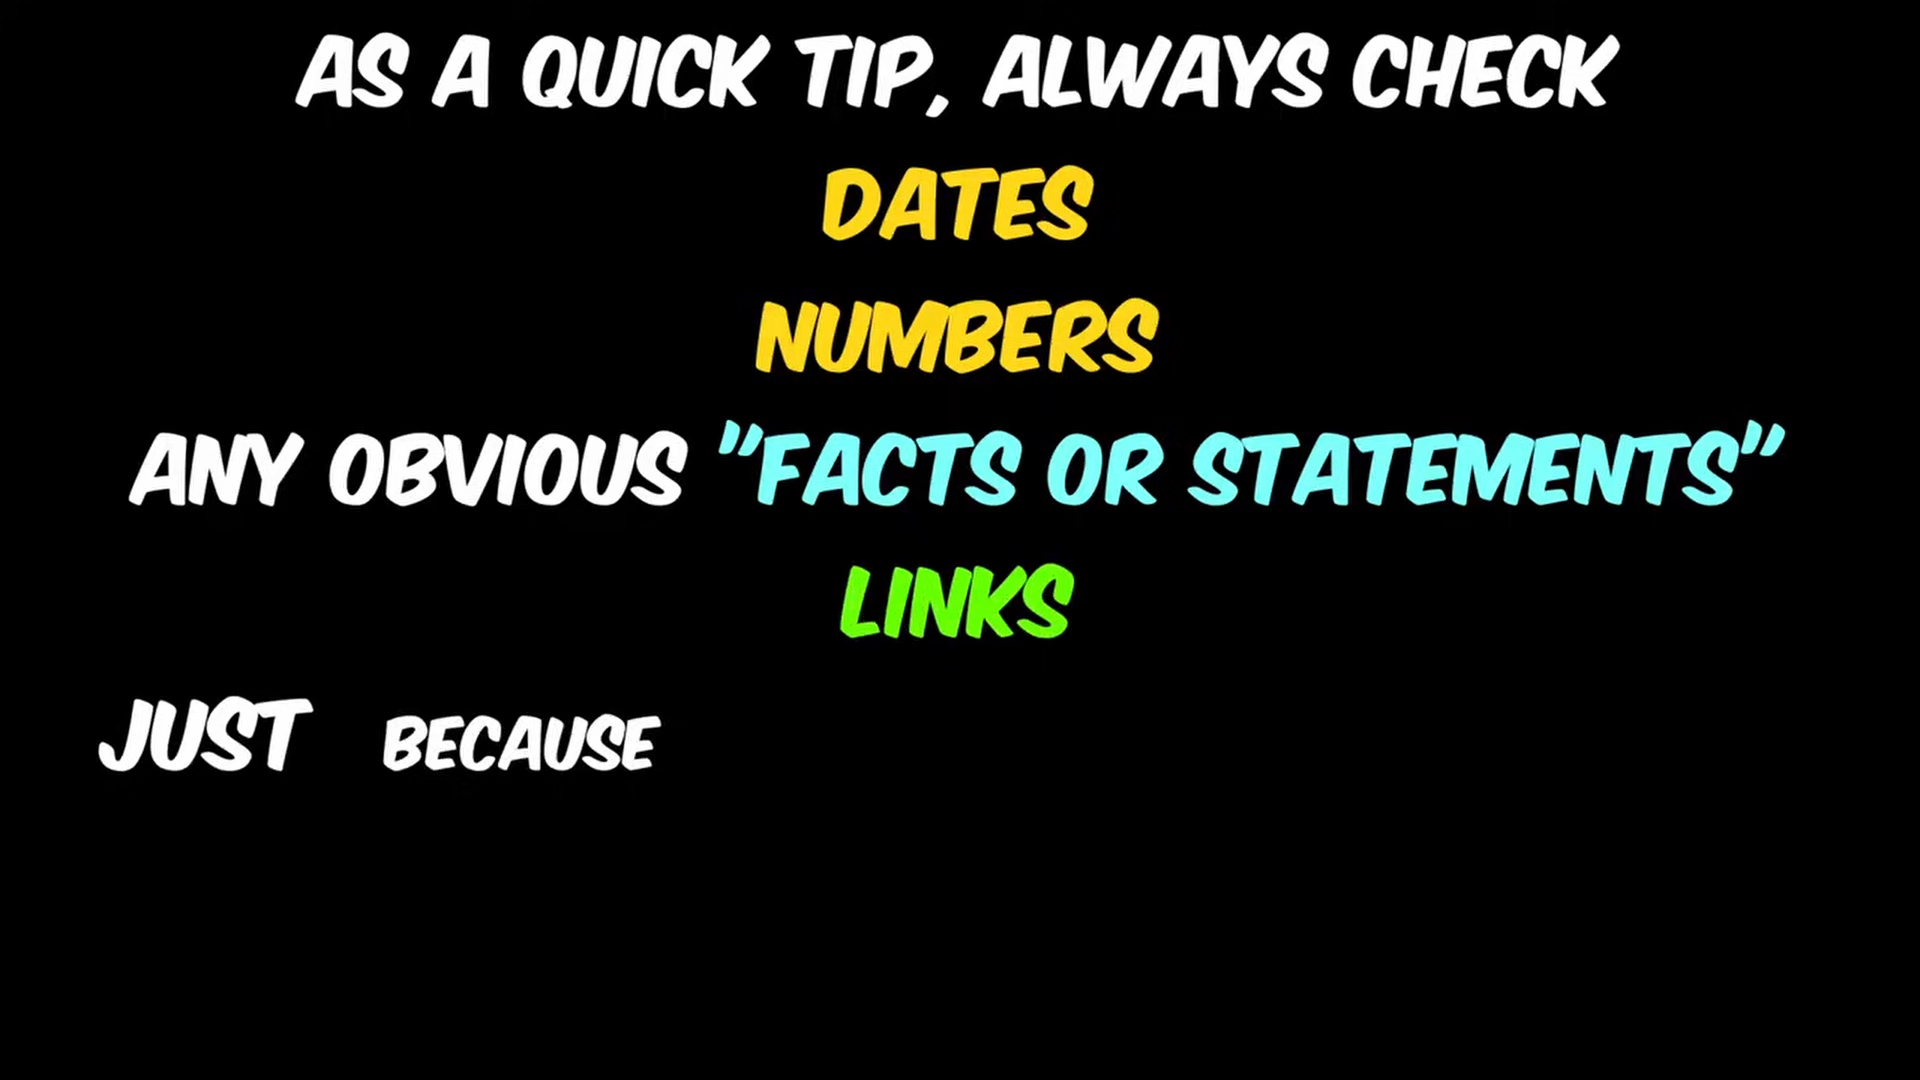 AS A QUICK TIP, ALWAYS CHECK
DATES
NUMBERS
ANY OBVIOUS "FACTS OR STATEMENTS"
LINKS
JUST BECAUSE